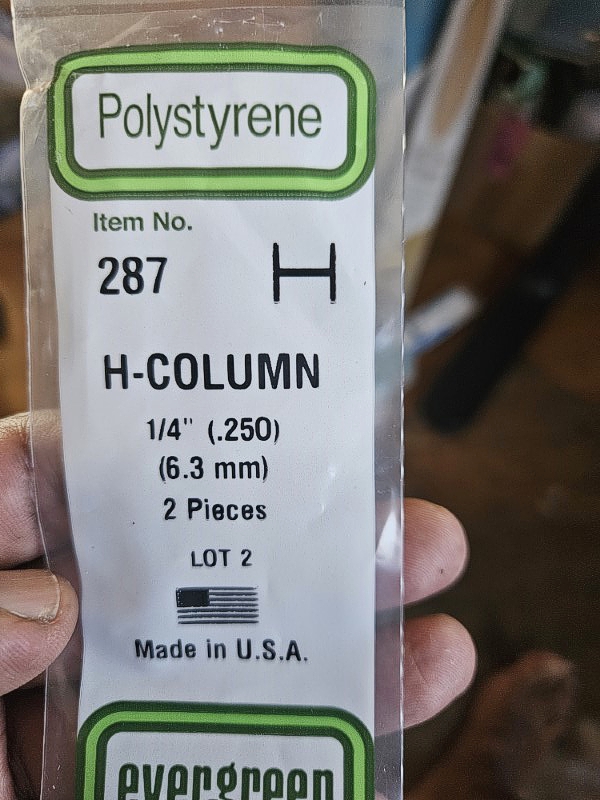 Polystyrene
Item No.
287
H-COLUMN
1/4" (.250)
(6.3 mm)
2 Pieces
LOT 2
Made in U.S.A.
evergreen